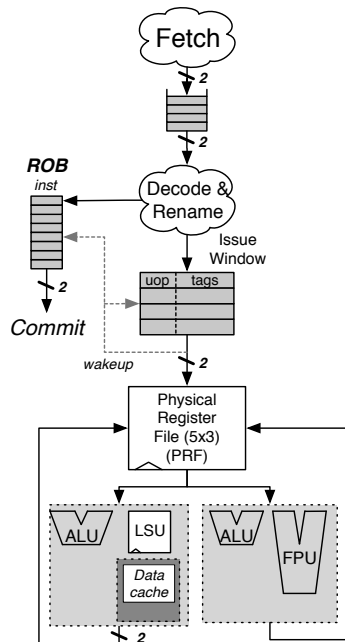 Fetch
2
2
ROB
inst
Decode &
Rename
Issue
Window
uop tags
2
Commit
wakeup
2
Physical
Register
File (5x3)
(PRF)
ALU
LSU
ALU
FPU
Data
cache
2